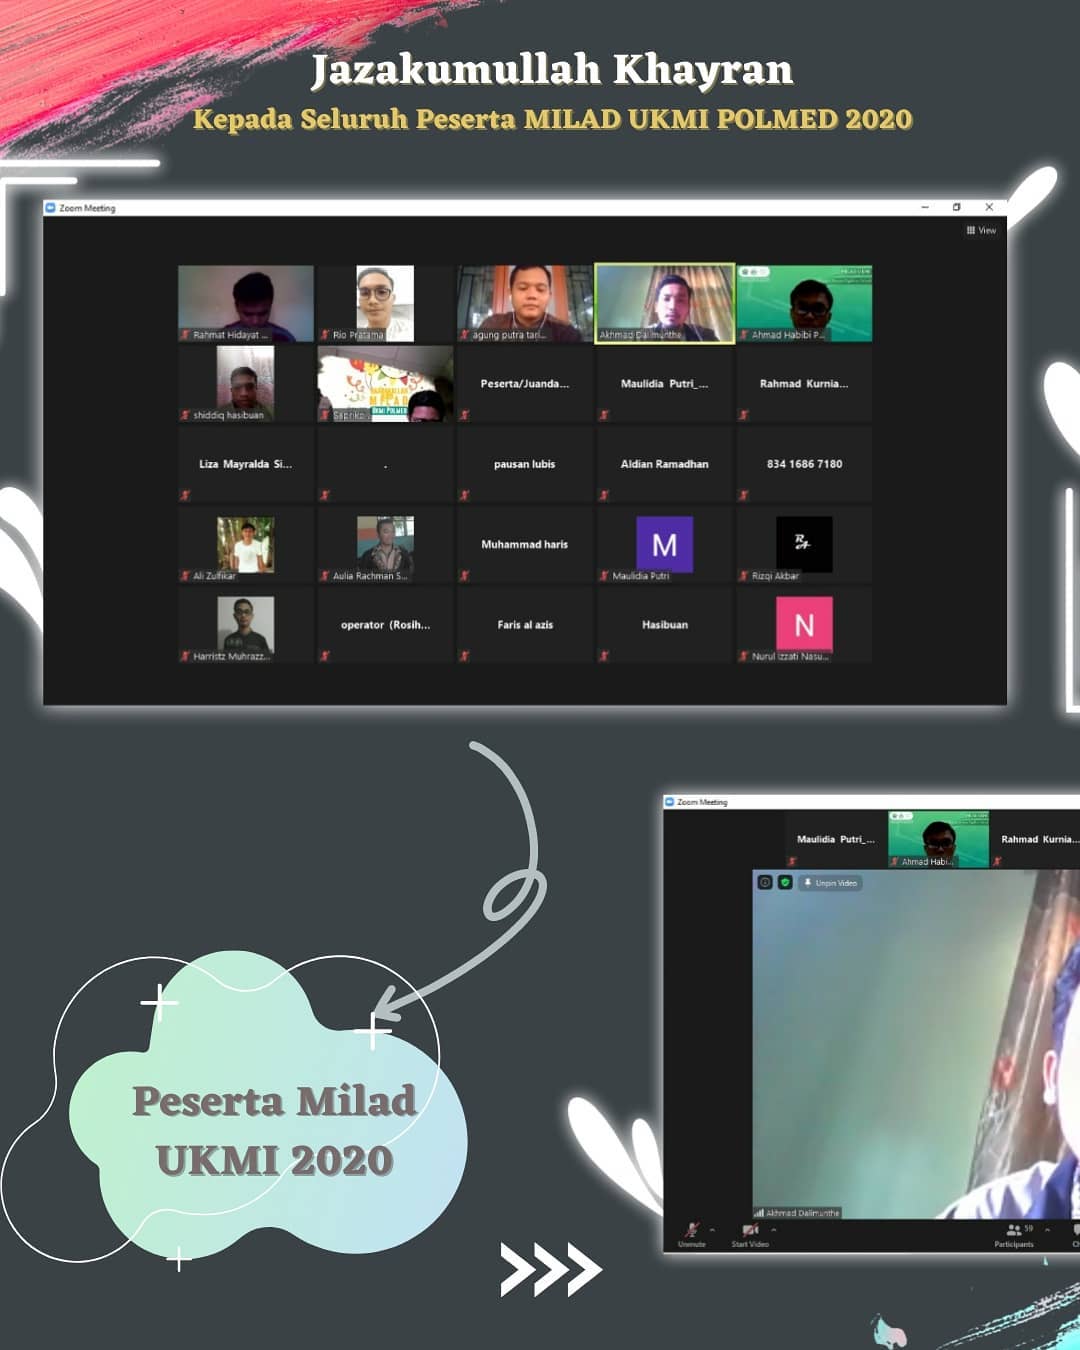 Jazakumullah Khayran
Kepada Seluruh Peserta MILAD UKMI POLMED 2020
Zoom Meeting
View
Rahmat Hidayat ...
Rio Pratama
agung putra tari...
Akhmad Dalimunthe
Ahmad Habibi P...
shiddiq hasibuan
MILAD
UKMI POLMED
Peserta/Juanda...
Maulidia Putri_...
Rahmad Kurnia...
Liza Mayralda Si...
.
pausan lubis
Aldian Ramadhan
834 1686 7180
Ali Zulfikar
Aulia Rachman S...
Muhammad haris
M
Maulidia Putri
RA
Rizqi Akbar
Harristz Muhrazz...
operator (Rosih...
Faris al azis
Hasibuan
N
Nurul Izzati Nasu...
Zoom Meeting
Maulidia Putri_...
Ahmad Habi...
Rahmad Kurnia...
Unpin Video
Akhmad Dalimunthe
Unmute
Start Video
59
Participants
Peserta Milad
UKMI 2020